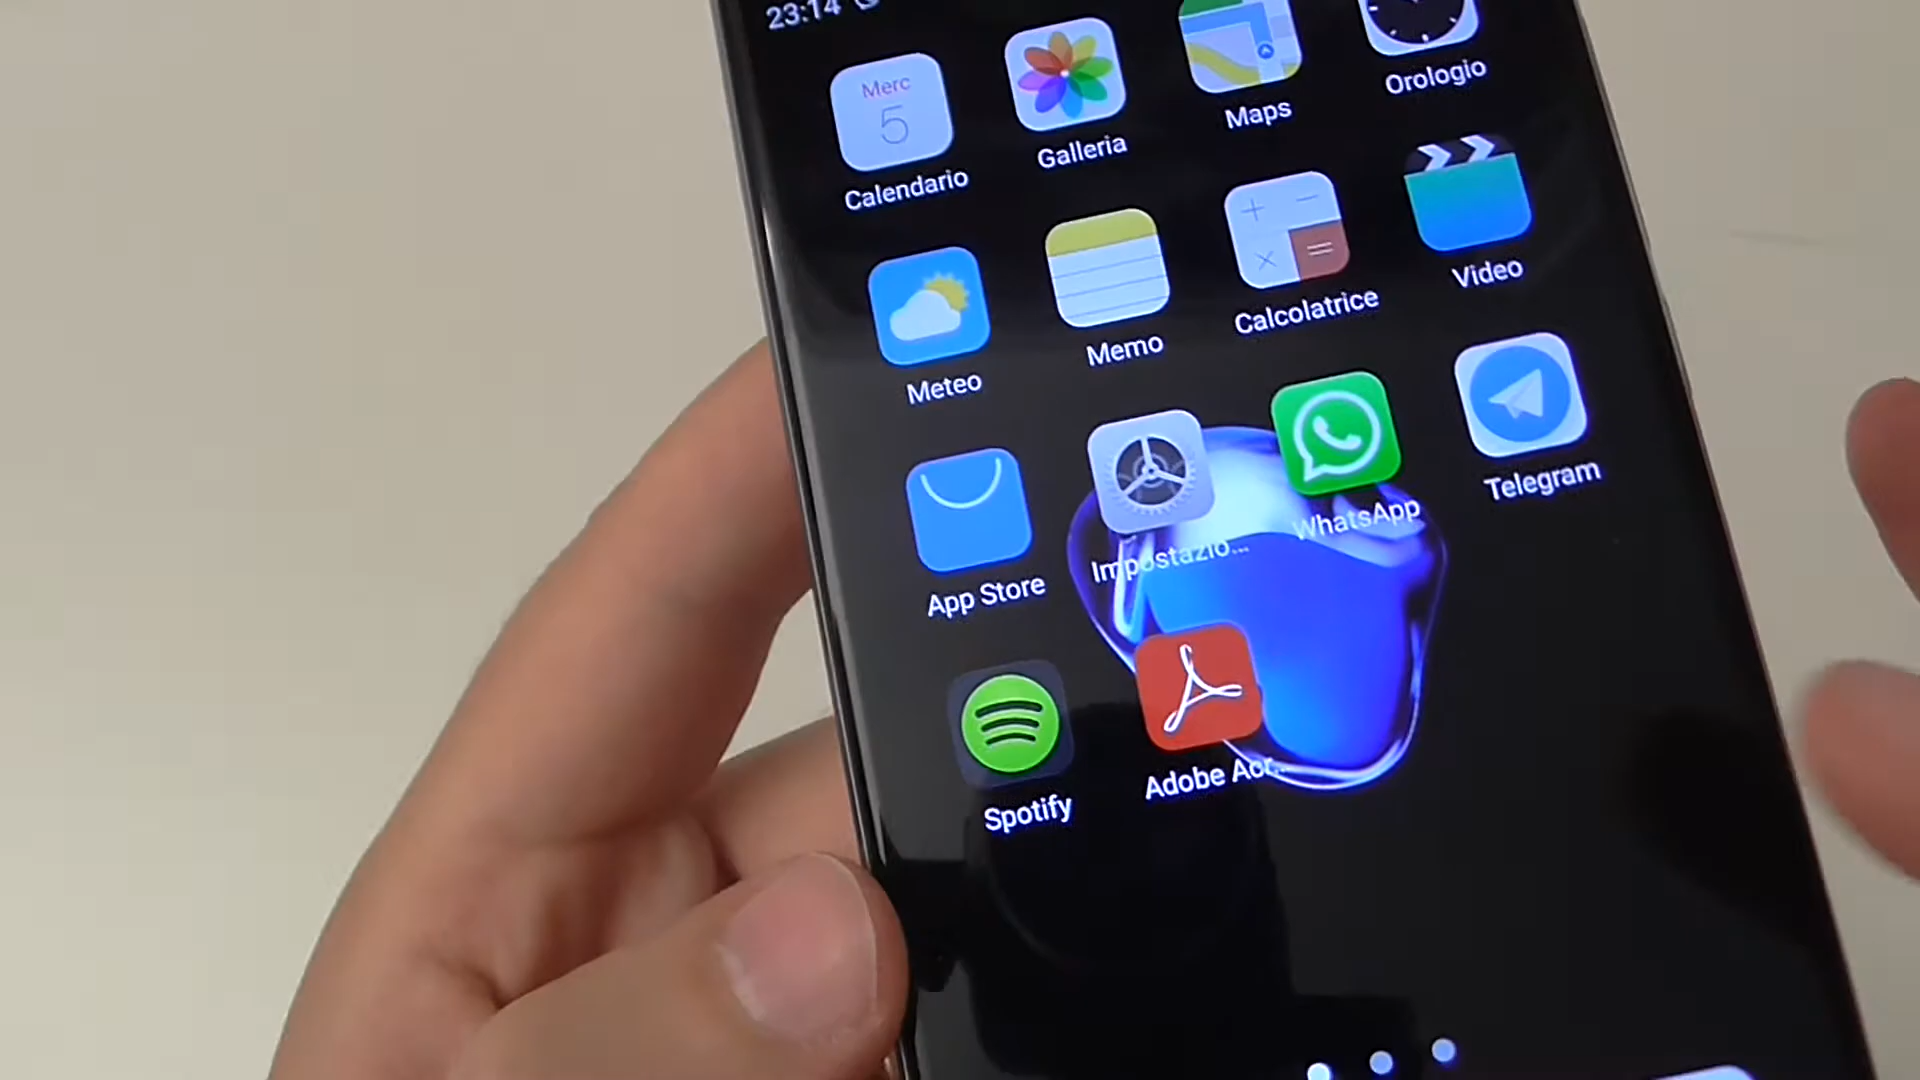 23:14
Merc
5
Calendario
Galleria
Maps
Orologio
Meteo
Memo
Calcolatrice
Video
App Store
Impostazio...
WhatsApp
Telegram
Spotify
Adobe Acr...